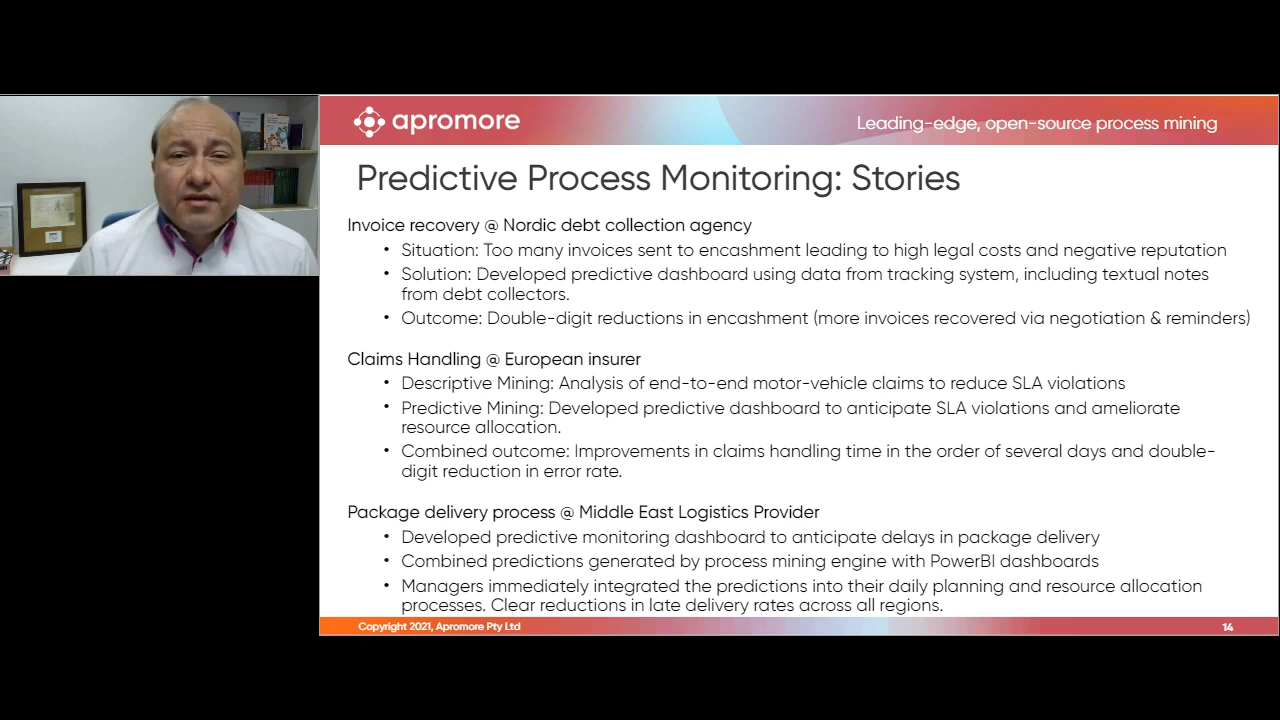 apromore
Leading-edge, open-source process mining
Predictive Process Monitoring: Stories
Invoice recovery @ Nordic debt collection agency
• Situation: Too many invoices sent to encashment leading to high legal costs and negative reputation
• Solution: Developed predictive dashboard using data from tracking system, including textual notes
from debt collectors.
• Outcome: Double-digit reductions in encashment (more invoices recovered via negotiation & reminders)
Claims Handling @ European insurer
• Descriptive Mining: Analysis of end-to-end motor-vehicle claims to reduce SLA violations
• Predictive Mining: Developed predictive dashboard to anticipate SLA violations and ameliorate
resource allocation.
• Combined outcome: Improvements in claims handling time in the order of several days and double-
digit reduction in error rate.
Package delivery process @ Middle East Logistics Provider
• Developed predictive monitoring dashboard to anticipate delays in package delivery
• Combined predictions generated by process mining engine with PowerBI dashboards
• Managers immediately integrated the predictions into their daily planning and resource allocation
processes. Clear reductions in late delivery rates across all regions.
Copyright 2021, Apromore Pty Ltd
14